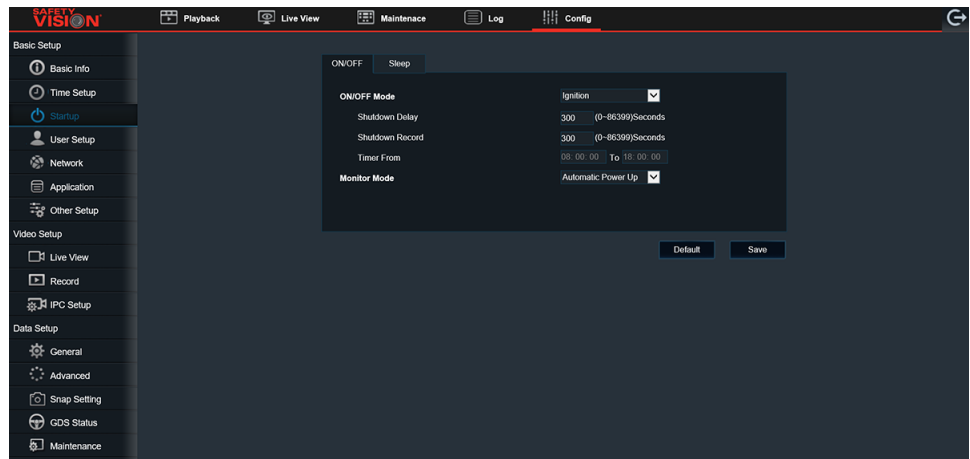 SAFETY
VISION
Playback Live View Maintenace Log Config
Basic Setup
Basic Info
Time Setup
Startup
User Setup
Network
Application
Other Setup
Video Setup
Live View
Record
IPC Setup
Data Setup
General
Advanced
Snap Setting
GDS Status
Maintenance
ON/OFF Sleep
ON/OFF Mode Ignition
Shutdown Delay 300 (0~86399)Seconds
Shutdown Record 300 (0~86399)Seconds
Timer From 08: 00: 00 To 18: 00: 00
Monitor Mode Automatic Power Up
Default Save